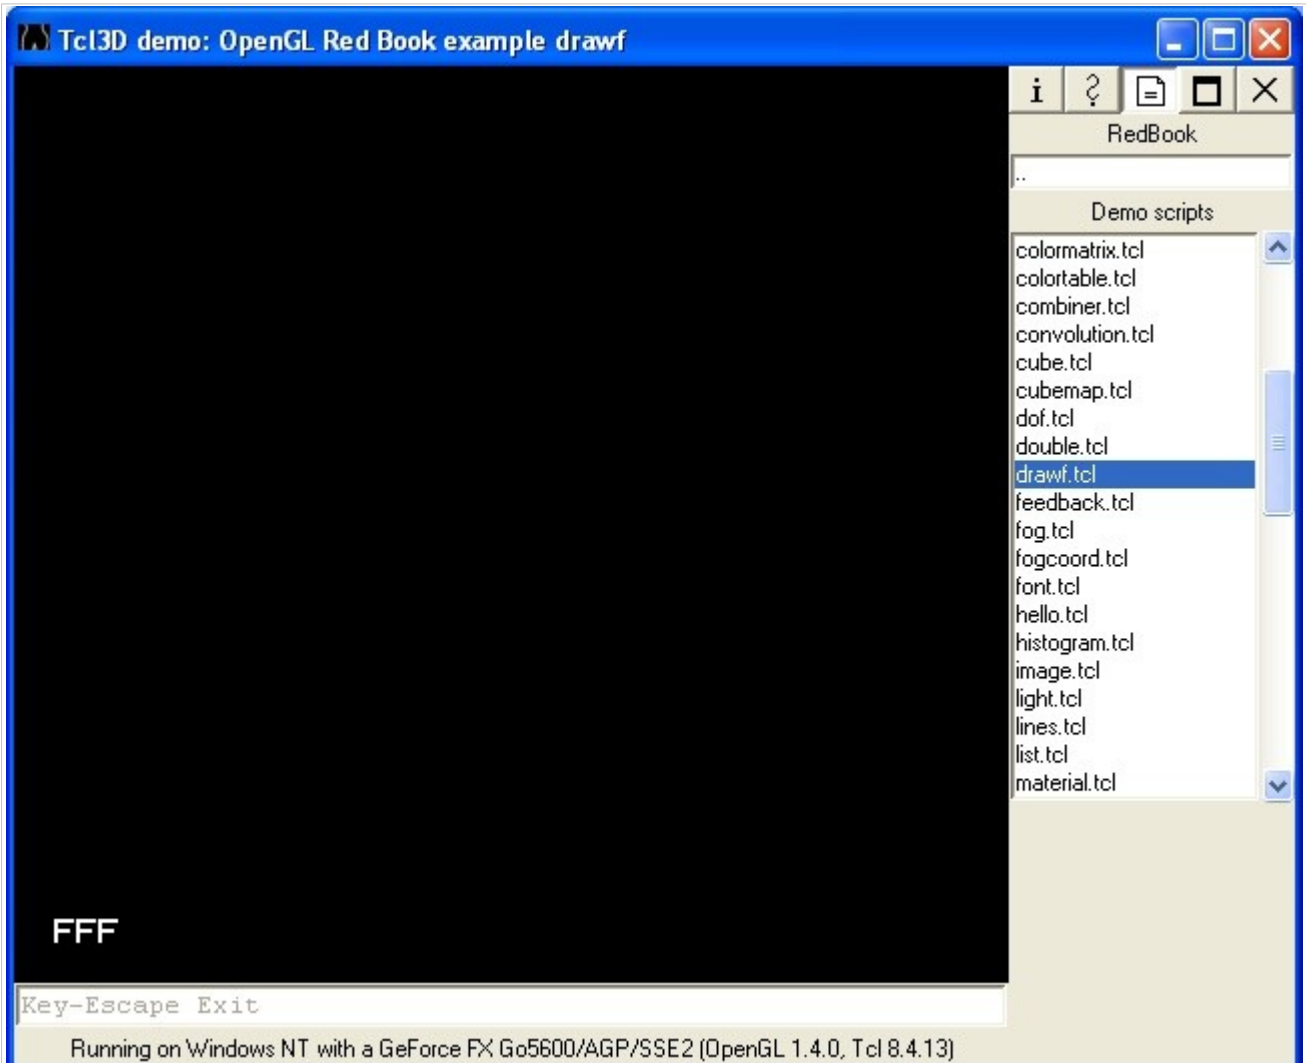 Tcl3D demo: OpenGL Red Book example drawf
i ?
RedBook
..
Demo scripts
colormatrix.tcl
colortable.tcl
combiner.tcl
convolution.tcl
cube.tcl
cubemap.tcl
dof.tcl
double.tcl
drawf.tcl
feedback.tcl
fog.tcl
fogcoord.tcl
font.tcl
hello.tcl
histogram.tcl
image.tcl
light.tcl
lines.tcl
list.tcl
material.tcl
FFF
Key-Escape Exit
Running on Windows NT with a GeForce FX Go5600/AGP/SSE2 (OpenGL 1.4.0, Tcl 8.4.13)